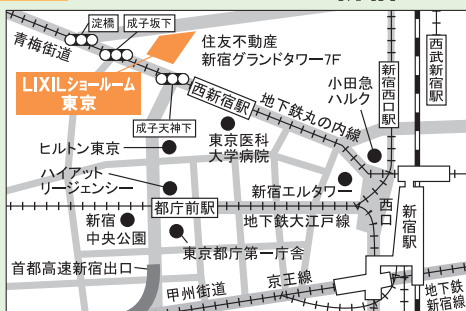 淀橋
成子坂下
青梅街道
住友不動産
新宿グランドタワー7F
LIXILショールーム
東京
西新宿駅
地下鉄丸の内線
小田急
ハルク
新宿西口駅
西武新宿駅
成子天神下
ヒルトン東京
東京医科
大学病院
ハイアット
リージェンシー
新宿エルタワー
都庁前駅
地下鉄大江戸線
西口
新宿駅
新宿
中央公園
東京都庁第一庁舎
首都高速新宿出口
甲州街道
京王線
地下鉄
新宿線